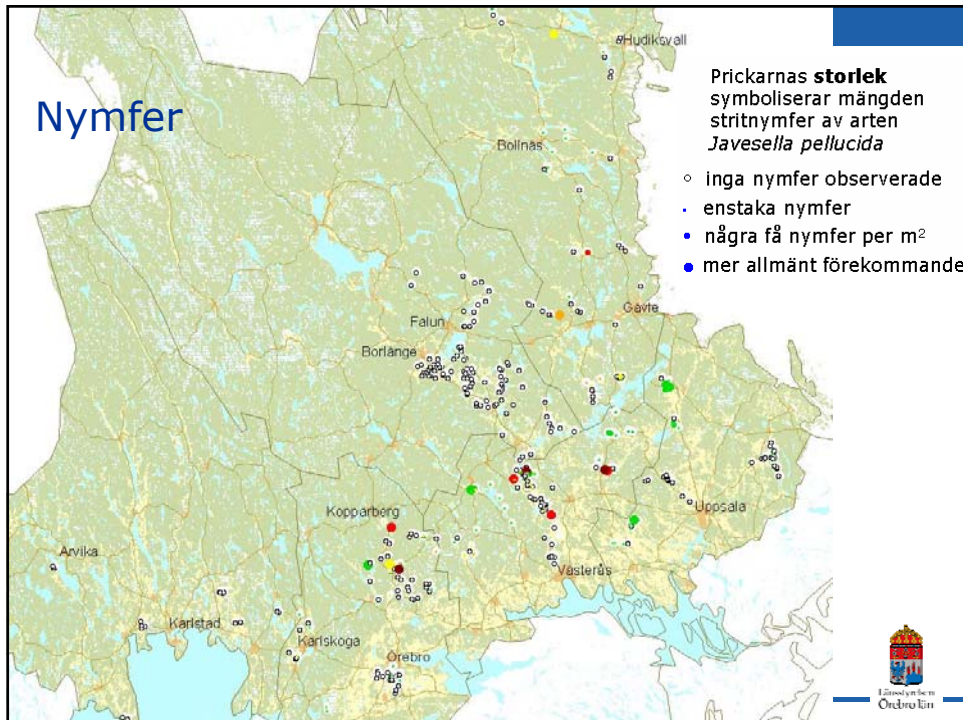 Nymfer
Prickarnas storlek
symboliserar mängden
stritnymfer av arten
Javesella pellucida
inga nymfer observerade
enstaka nymfer
några få nymfer per m²
mer allmänt förekommande
Hudiksvall
Bollnäs
Gävle
Falun
Borlänge
Uppsala
Kopparberg
Arvika
Västerås
Karlstad
Karlskoga
Örebro
Länsstyrelsen
Örebro län